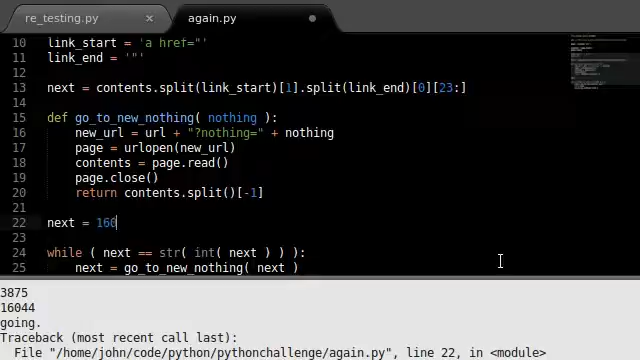 re_testing.py × again.py
10 link_start = 'a href="'
11 link_end = '"'
12
13 next = contents.split(link_start)[1].split(link_end)[0][23:]
14
15 def go_to_new_nothing( nothing ):
16 new_url = url + "?nothing=" + nothing
17 page = urlopen(new_url)
18 contents = page.read()
19 page.close()
20 return contents.split()[-1]
21
22 next = 160
23
24 while ( next == str( int( next ) ) ):
25 next = go_to_new_nothing( next )
3875
16044
going.
Traceback (most recent call last):
File "/home/john/code/python/pythonchallenge/again.py", line 22, in <module>